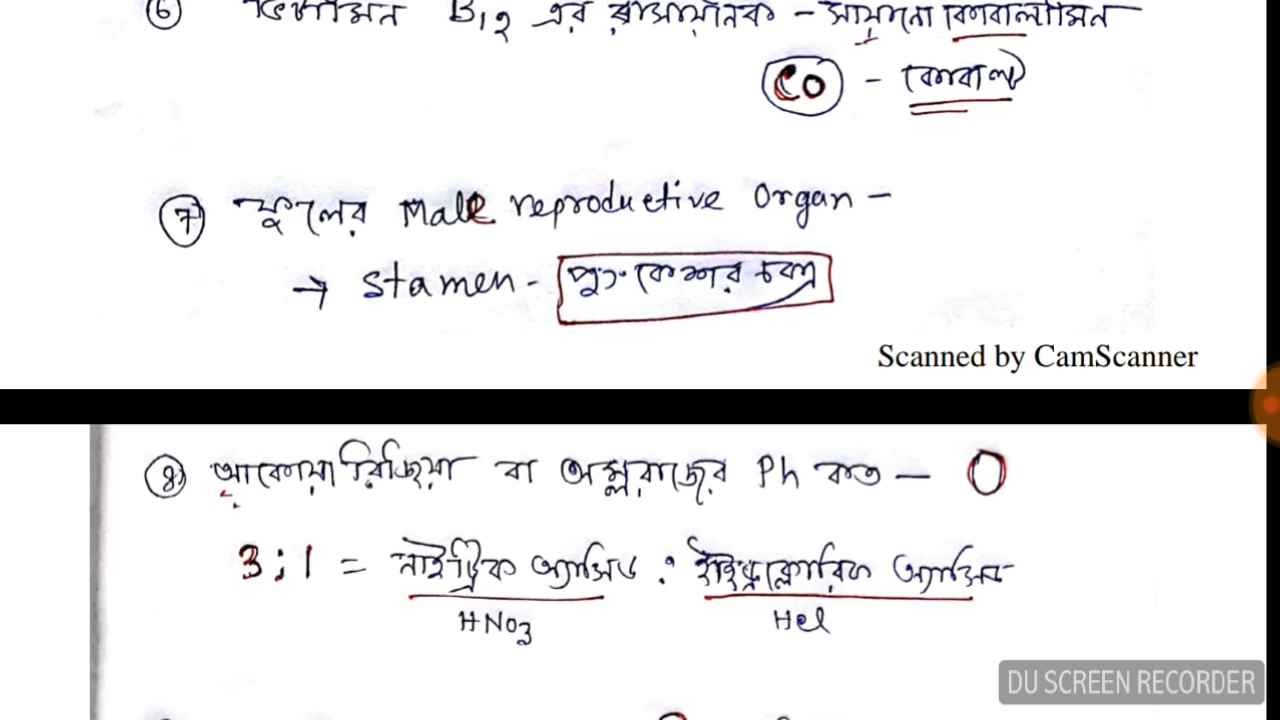 ⑥ ভিটামিন B12 এর রাসায়নিক - সায়ানো কোবালামিন
Co - কোবাল্ট
⑦ ফুলের Male reproductive organ -
→ stamen - পুং কেশর চক্র
Scanned by CamScanner
⑧ অ্যাকোয়া রিজিয়া বা অম্লরাজের Ph কত - 0
3 : 1 = নাইট্রিক অ্যাসিড : হাইড্রোক্লোরিক অ্যাসিড
HNO3 Hcl
DU SCREEN RECORDER